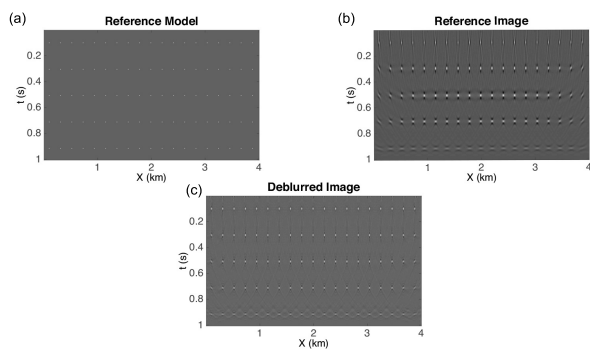 (a)
Reference Model
0.2
0.4
0.6
0.8
1
t (s)
1 2 3 4
X (km)
(b)
Reference Image
0.2
0.4
0.6
0.8
1
t (s)
1 2 3 4
X (km)
(c)
Deblurred Image
0.2
0.4
0.6
0.8
1
t (s)
1 2 3 4
X (km)